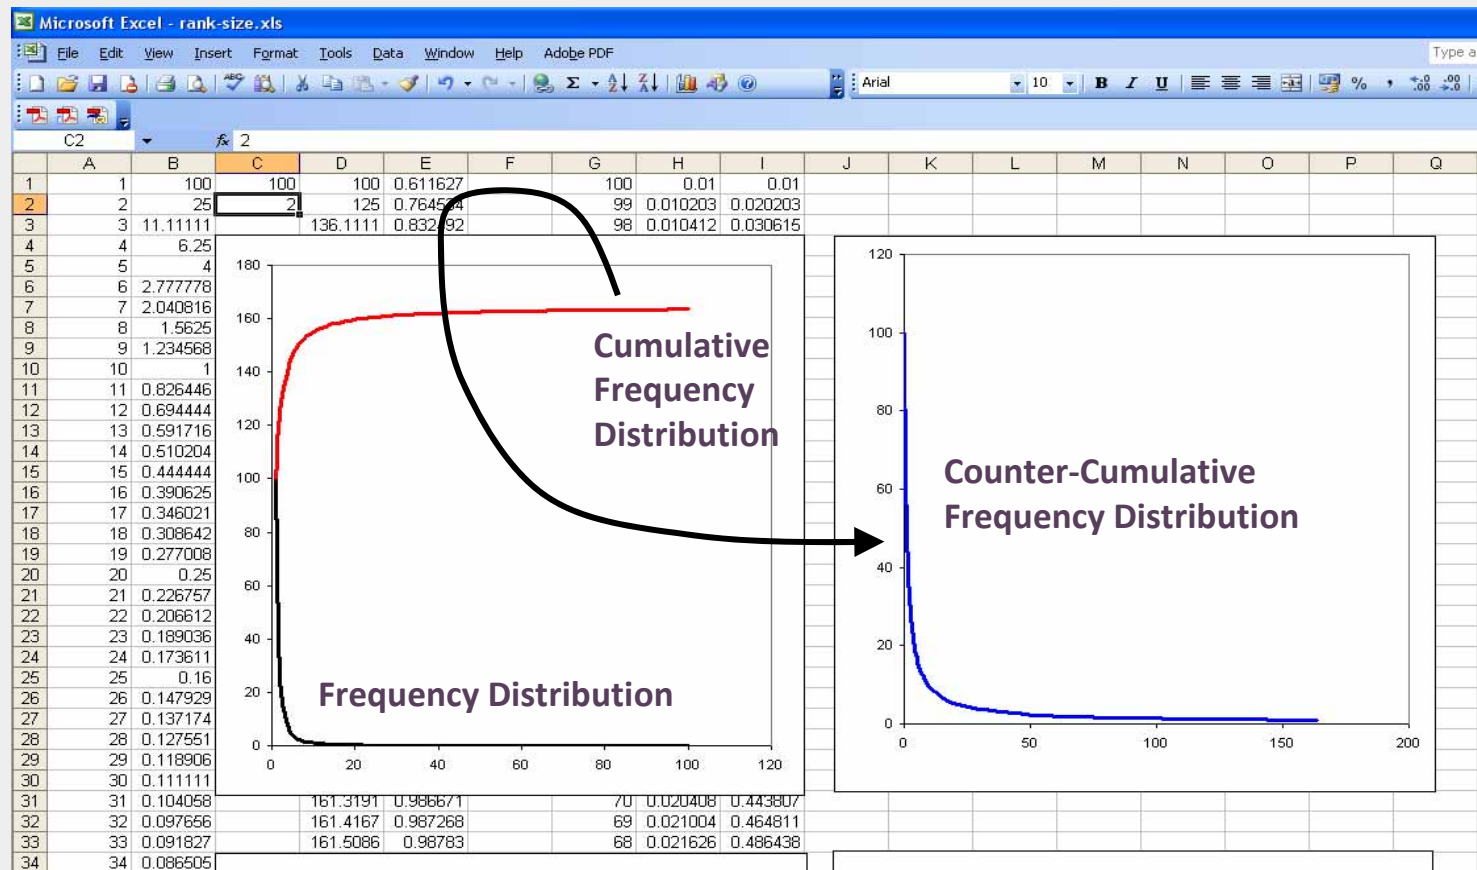 Microsoft Excel - rank-size.xls
File Edit View Insert Format Tools Data Window Help Adobe PDF Type a
Arial 10 B I U % ,
C2 fx 2
A B C D E F G H I J K L M N O P Q
1 1 100 100 100 0.611627 100 0.01 0.01
2 2 25 2 125 99 0.010203 0.020203
3 3 11.11111 136.1111 0.832492 98 0.010412 0.030615
4 4 6.25
5 5 4
6 6 2.777778
7 7 2.040816
8 8 1.5625
9 9 1.234568
10 10 1
11 11 0.826446
12 12 0.694444
13 13 0.591716
14 14 0.510204
15 15 0.444444
16 16 0.390625
17 17 0.346021
18 18 0.308642
19 19 0.277008
20 20 0.25
21 21 0.226757
22 22 0.206612
23 23 0.189036
24 24 0.173611
25 25 0.16
26 26 0.147929
27 27 0.137174
28 28 0.127551
29 29 0.118906
30 30 0.111111
31 31 0.104058 161.3191 0.986671 70 0.020408 0.443807
32 32 0.097656 161.4167 0.987268 69 0.021004 0.464811
33 33 0.091827 161.5086 0.98783 68 0.021626 0.486438
34 34 0.086505
180
160
140
120
100
80
60
40
20
0
0 20 40 60 80 100 120
Cumulative
Frequency
Distribution
Frequency Distribution
120
100
80
60
40
20
0
0 50 100 150 200
Counter-Cumulative
Frequency Distribution